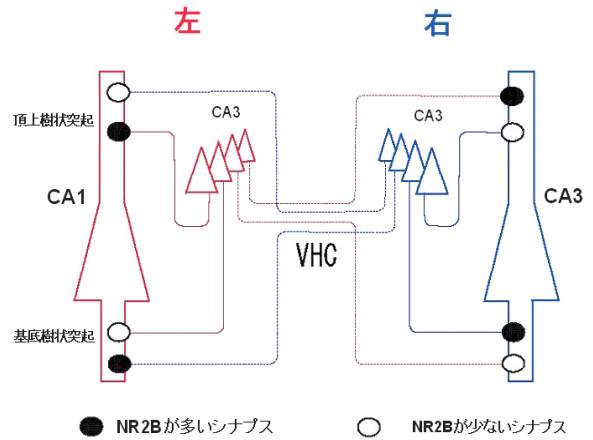 左
右
CA3
CA3
頂上樹状突起
CA1
CA3
VHC
基底樹状突起
NR2Bが多いシナプス
NR2Bが少ないシナプス